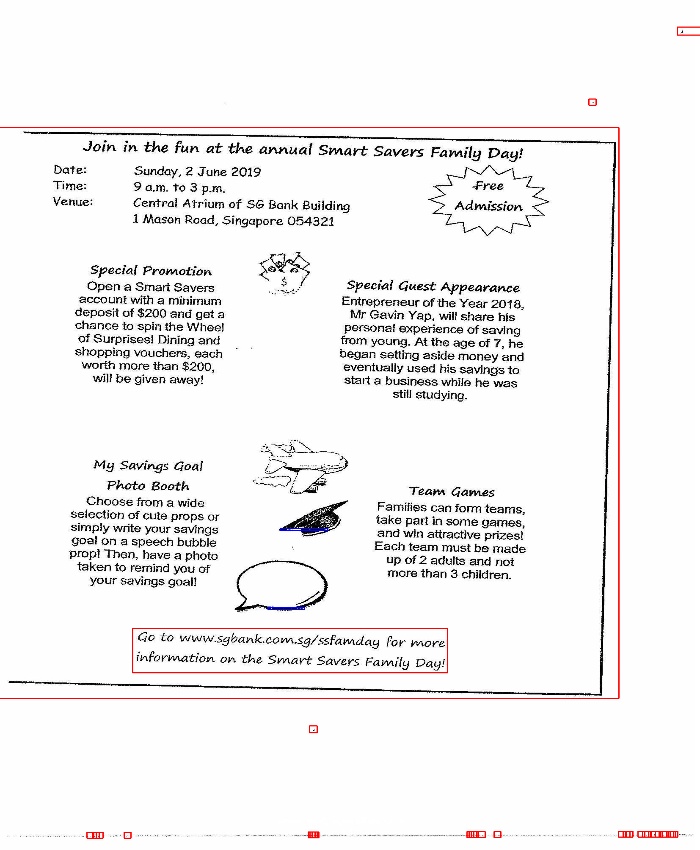 Join in the fun at the annual Smart Savers Family Day!
Date: Sunday, 2 June 2019
Time: 9 a.m. to 3 p.m.
Venue: Central Atrium of SG Bank Building
1 Mason Road, Singapore 054321
Free
Admission
Special Promotion
Open a Smart Savers
account with a minimum
deposit of $200 and get a
chance to spin the Wheel
of Surprises! Dining and
shopping vouchers, each
worth more than $200,
will be given away!
$
Special Guest Appearance
Entrepreneur of the Year 2018,
Mr Gavin Yap, will share his
personal experience of saving
from young. At the age of 7, he
began setting aside money and
eventually used his savings to
start a business while he was
still studying.
My Savings Goal
Photo Booth
Choose from a wide
selection of cute props or
simply write your savings
goal on a speech bubble
prop! Then, have a photo
taken to remind you of
your savings goal!
Team Games
Families can form teams,
take part in some games,
and win attractive prizes!
Each team must be made
up of 2 adults and not
more than 3 children.
Go to www.sgbank.com.sg/ssfamday for more
information on the Smart Savers Family Day!